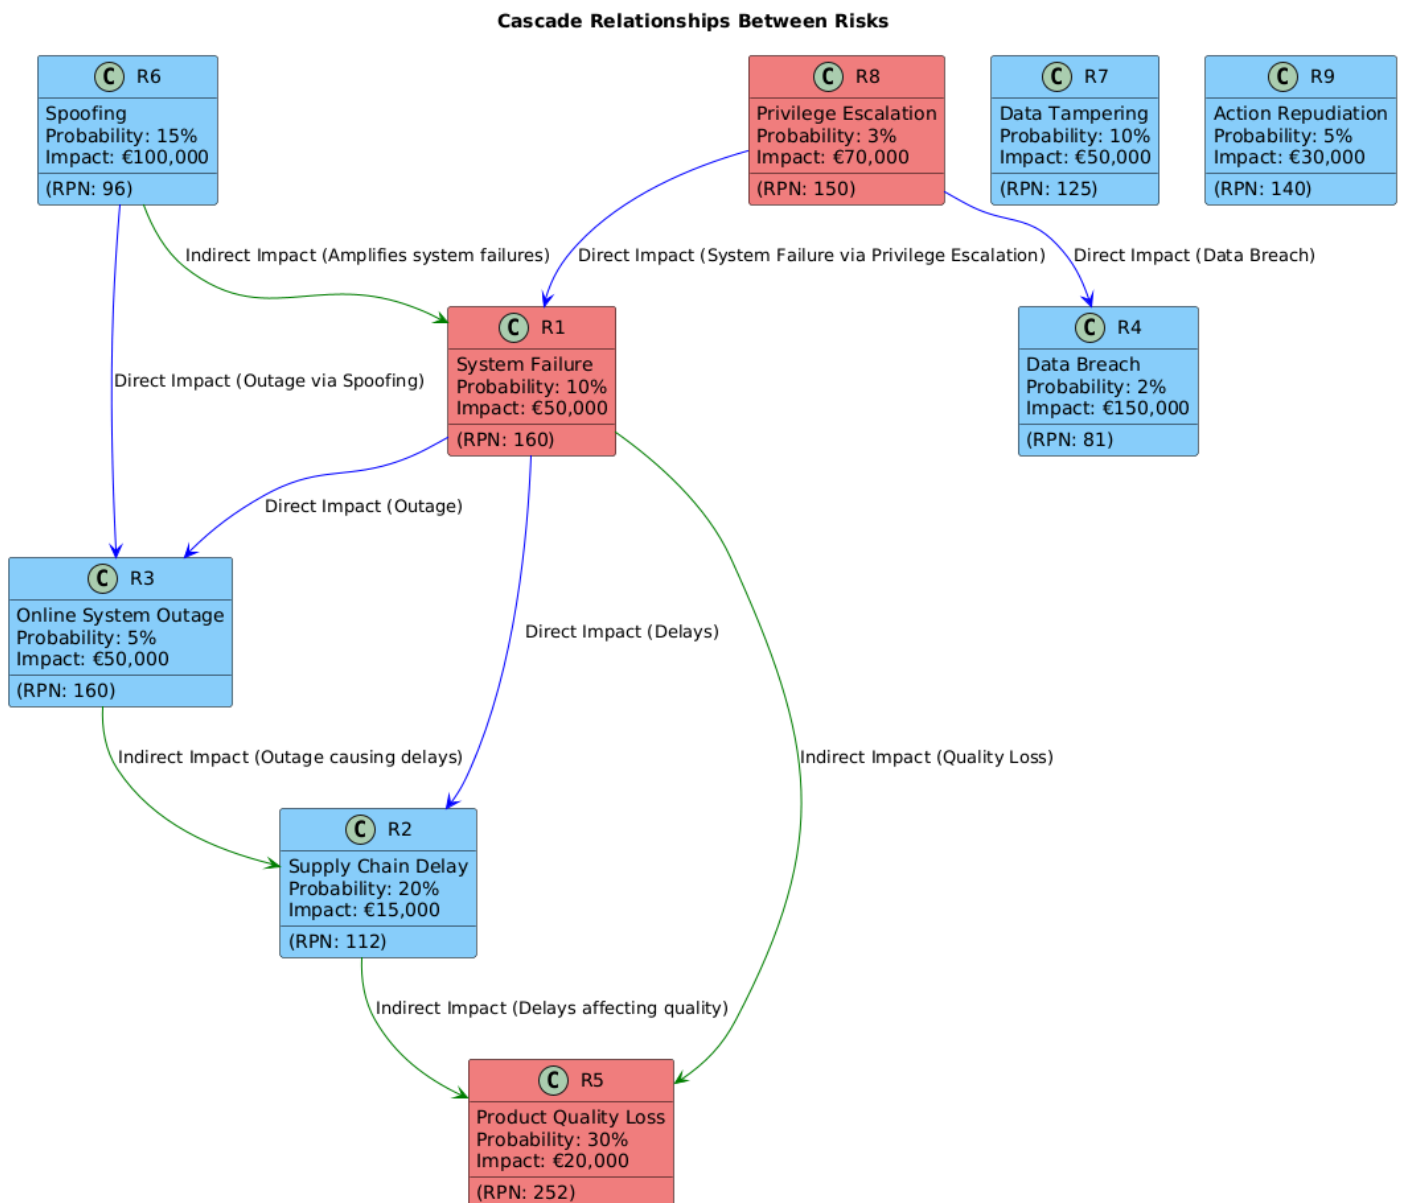 Cascade Relationships Between Risks
C R6
Spoofing
Probability: 15%
Impact: €100,000
(RPN: 96)
C R8
Privilege Escalation
Probability: 3%
Impact: €70,000
(RPN: 150)
C R7
Data Tampering
Probability: 10%
Impact: €50,000
(RPN: 125)
C R9
Action Repudiation
Probability: 5%
Impact: €30,000
(RPN: 140)
Indirect Impact (Amplifies system failures)
Direct Impact (System Failure via Privilege Escalation)
Direct Impact (Data Breach)
C R1
System Failure
Probability: 10%
Impact: €50,000
(RPN: 160)
C R4
Data Breach
Probability: 2%
Impact: €150,000
(RPN: 81)
Direct Impact (Outage via Spoofing)
Direct Impact (Outage)
C R3
Online System Outage
Probability: 5%
Impact: €50,000
(RPN: 160)
Direct Impact (Delays)
Indirect Impact (Outage causing delays)
Indirect Impact (Quality Loss)
C R2
Supply Chain Delay
Probability: 20%
Impact: €15,000
(RPN: 112)
Indirect Impact (Delays affecting quality)
C R5
Product Quality Loss
Probability: 30%
Impact: €20,000
(RPN: 252)